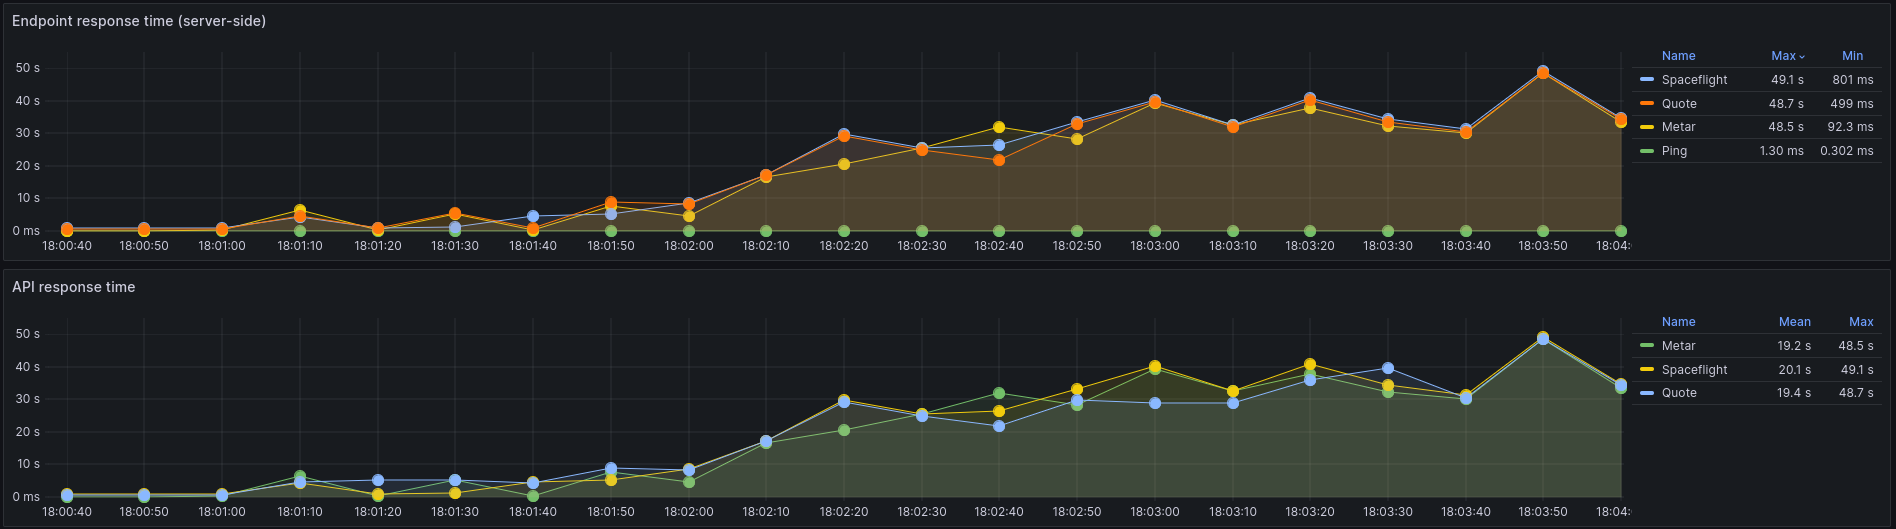 Endpoint response time (server-side)
Name Max Min
50 s
Spaceflight 49.1 s 801 ms
40 s
Quote 48.7 s 499 ms
30 s
Metar 48.5 s 92.3 ms
20 s
Ping 1.30 ms 0.302 ms
10 s
0 ms
18:00:40 18:00:50 18:01:00 18:01:10 18:01:20 18:01:30 18:01:40 18:01:50 18:02:00 18:02:10 18:02:20 18:02:30 18:02:40 18:02:50 18:03:00 18:03:10 18:03:20 18:03:30 18:03:40 18:03:50 18:04:
API response time
Name Mean Max
50 s
Metar 19.2 s 48.5 s
40 s
Spaceflight 20.1 s 49.1 s
30 s
Quote 19.4 s 48.7 s
20 s
10 s
0 ms
18:00:40 18:00:50 18:01:00 18:01:10 18:01:20 18:01:30 18:01:40 18:01:50 18:02:00 18:02:10 18:02:20 18:02:30 18:02:40 18:02:50 18:03:00 18:03:10 18:03:20 18:03:30 18:03:40 18:03:50 18:04: